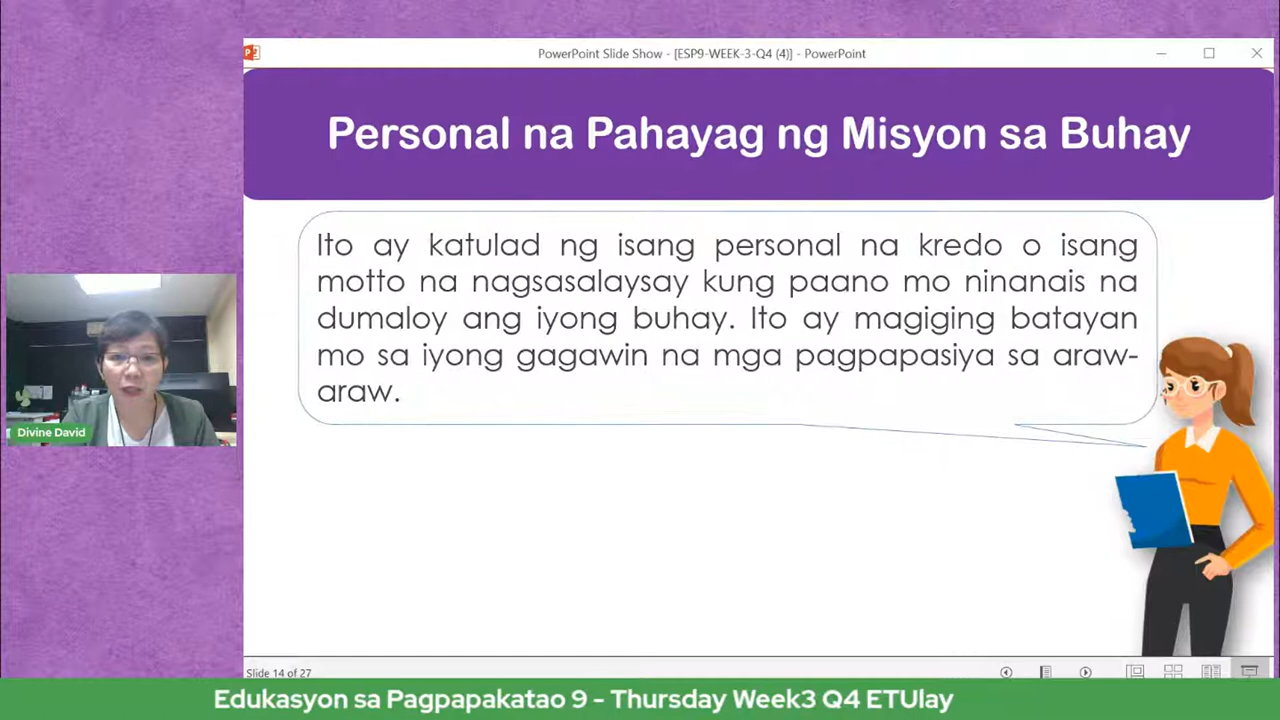 PowerPoint Slide Show - [ESP9-WEEK-3-Q4 (4)] - PowerPoint
Personal na Pahayag ng Misyon sa Buhay
Ito ay katulad ng isang personal na kredo o isang
motto na nagsasalaysay kung paano mo ninanais na
dumaloy ang iyong buhay. Ito ay magiging batayan
mo sa iyong gagawin na mga pagpapasiya sa araw-
araw.
Divine David
Slide 14 of 27
Edukasyon sa Pagpapakatao 9 - Thursday Week3 Q4 ETUlay